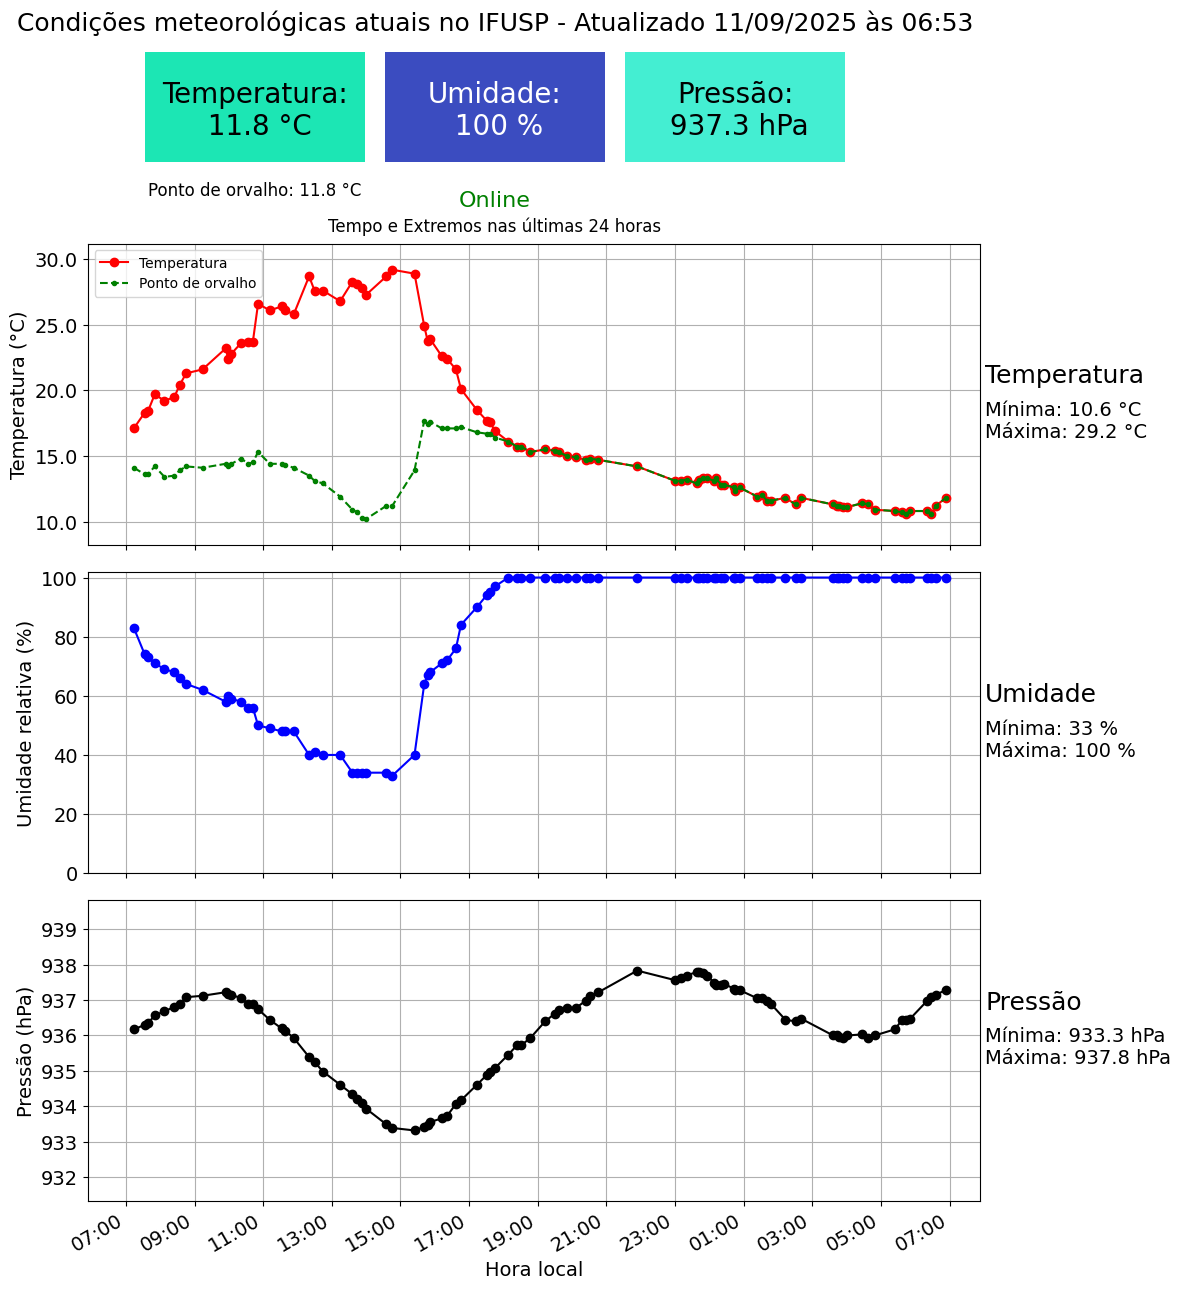 Condições meteorológicas atuais no IFUSP - Atualizado 11/09/2025 às 06:53
Temperatura:
11.8 °C
Umidade:
100 %
Pressão:
937.3 hPa
Ponto de orvalho: 11.8 °C
Online
Tempo e Extremos nas últimas 24 horas
Temperatura
Ponto de orvalho
30.0
25.0
20.0
15.0
10.0
Temperatura (°C)
Temperatura
Mínima: 10.6 °C
Máxima: 29.2 °C
100
80
60
40
20
0
Umidade relativa (%)
Umidade
Mínima: 33 %
Máxima: 100 %
939
938
937
936
935
934
933
932
Pressão (hPa)
Pressão
Mínima: 933.3 hPa
Máxima: 937.8 hPa
07:00 09:00 11:00 13:00 15:00 17:00 19:00 21:00 23:00 01:00 03:00 05:00 07:00
Hora local